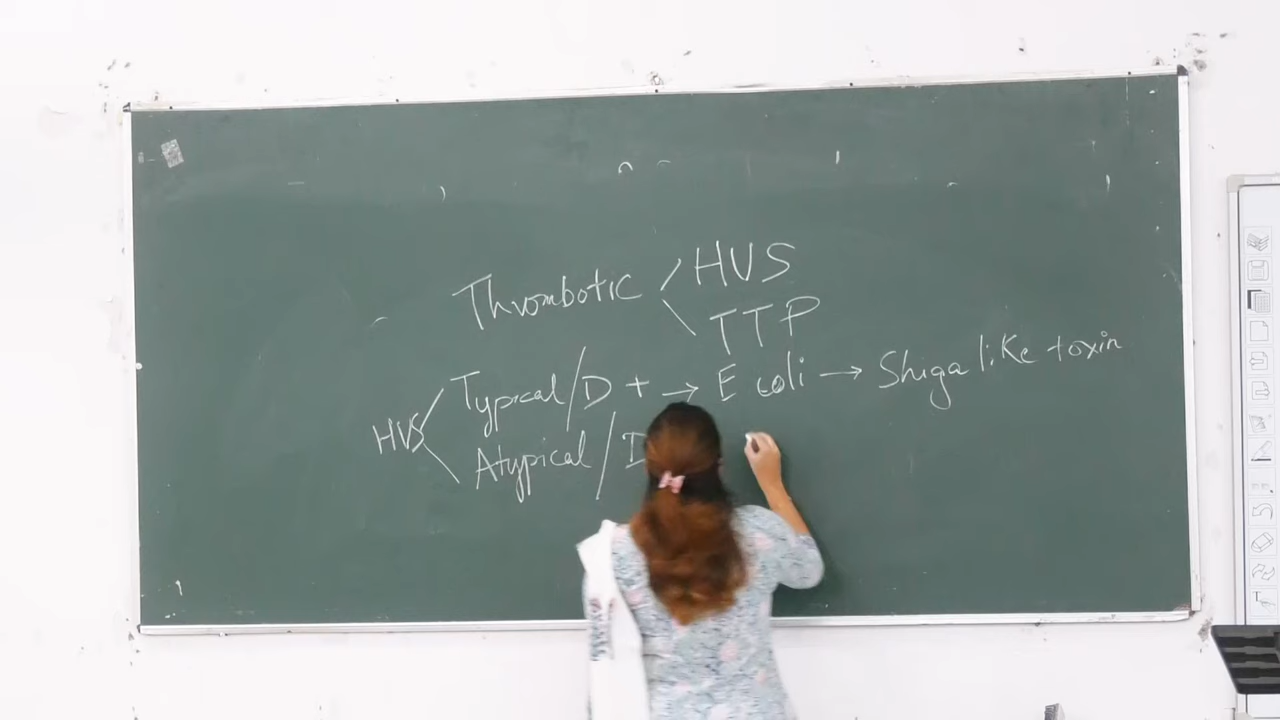 Thrombotic < HUS
TTP
HUS < Typical/D + → E coli → Shiga like toxin
Atypical / D